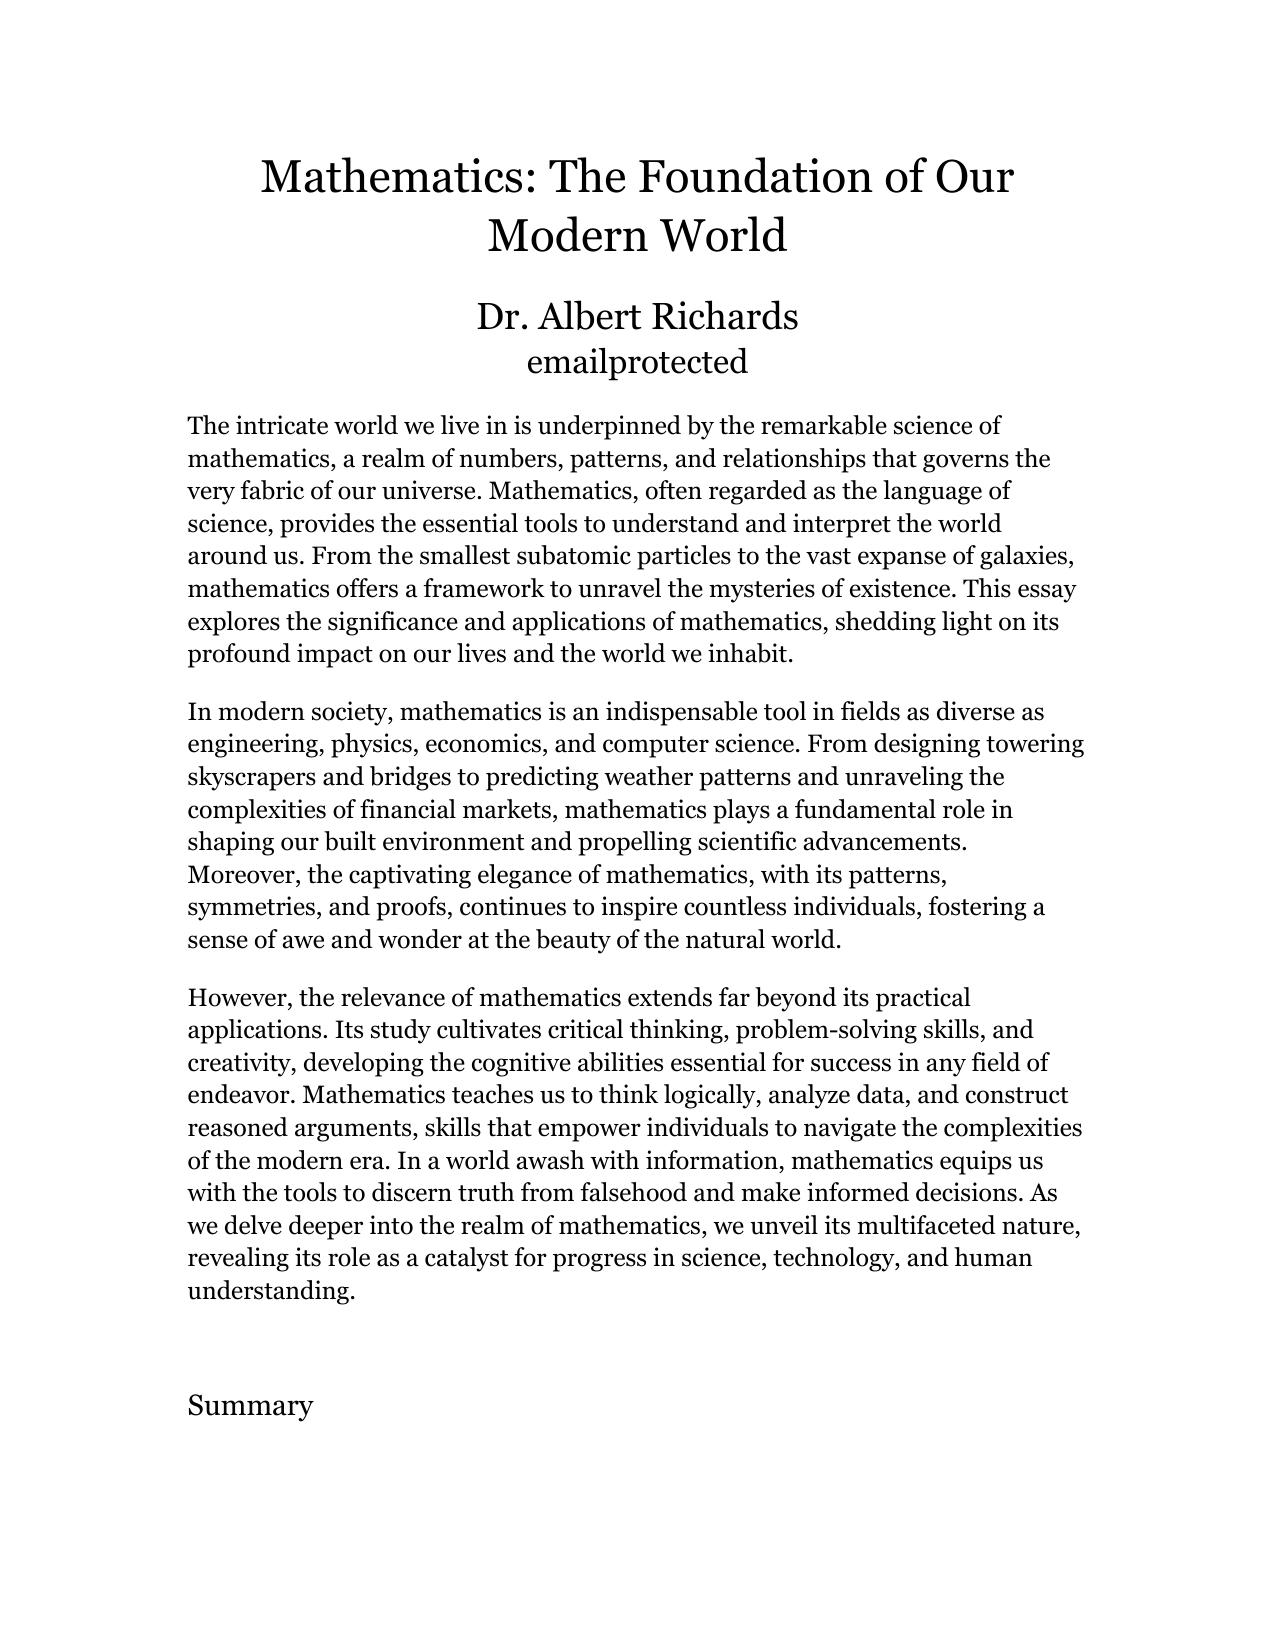 Mathematics: The Foundation of Our
Modern World
Dr. Albert Richards
emailprotected
The intricate world we live in is underpinned by the remarkable science of
mathematics, a realm of numbers, patterns, and relationships that governs the
very fabric of our universe. Mathematics, often regarded as the language of
science, provides the essential tools to understand and interpret the world
around us. From the smallest subatomic particles to the vast expanse of galaxies,
mathematics offers a framework to unravel the mysteries of existence. This essay
explores the significance and applications of mathematics, shedding light on its
profound impact on our lives and the world we inhabit.
In modern society, mathematics is an indispensable tool in fields as diverse as
engineering, physics, economics, and computer science. From designing towering
skyscrapers and bridges to predicting weather patterns and unraveling the
complexities of financial markets, mathematics plays a fundamental role in
shaping our built environment and propelling scientific advancements.
Moreover, the captivating elegance of mathematics, with its patterns,
symmetries, and proofs, continues to inspire countless individuals, fostering a
sense of awe and wonder at the beauty of the natural world.
However, the relevance of mathematics extends far beyond its practical
applications. Its study cultivates critical thinking, problem-solving skills, and
creativity, developing the cognitive abilities essential for success in any field of
endeavor. Mathematics teaches us to think logically, analyze data, and construct
reasoned arguments, skills that empower individuals to navigate the complexities
of the modern era. In a world awash with information, mathematics equips us
with the tools to discern truth from falsehood and make informed decisions. As
we delve deeper into the realm of mathematics, we unveil its multifaceted nature,
revealing its role as a catalyst for progress in science, technology, and human
understanding.
Summary